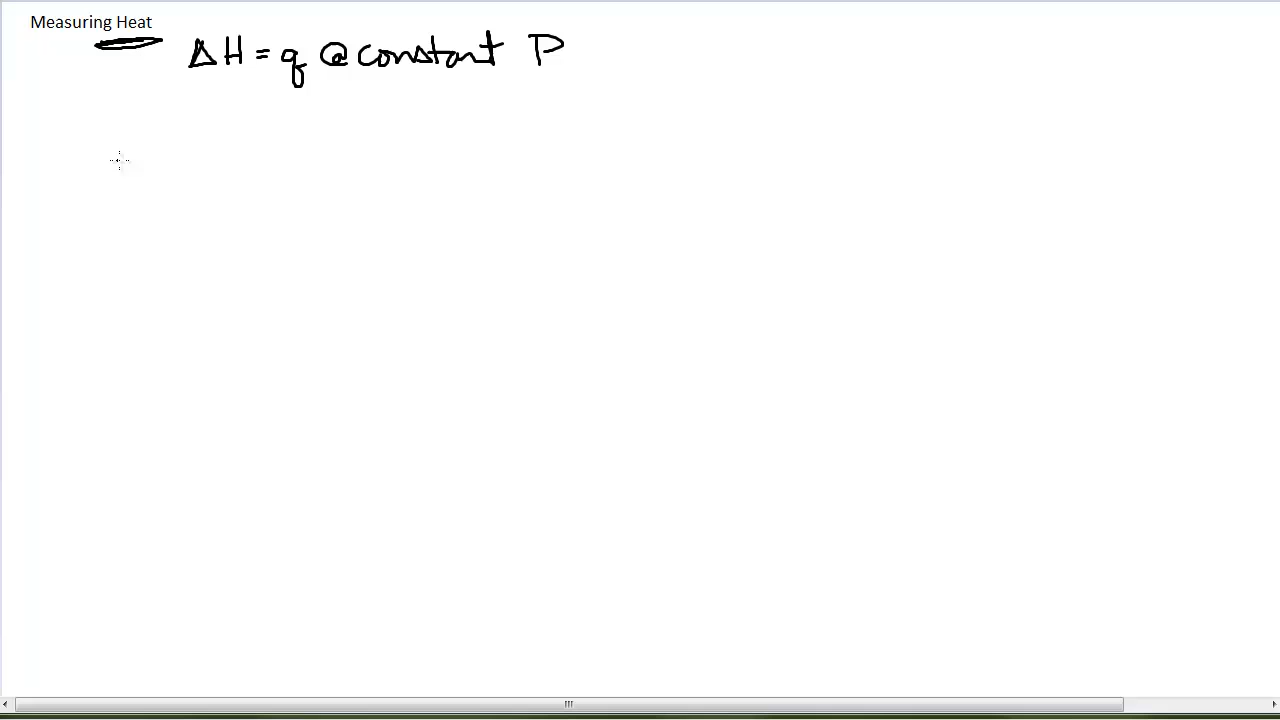 Measuring Heat
ΔH = q @ constant P